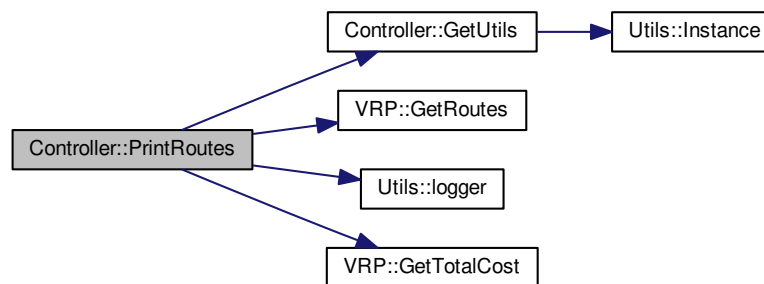 Controller::GetUtils
Utils::Instance
VRP::GetRoutes
Controller::PrintRoutes
Utils::logger
VRP::GetTotalCost